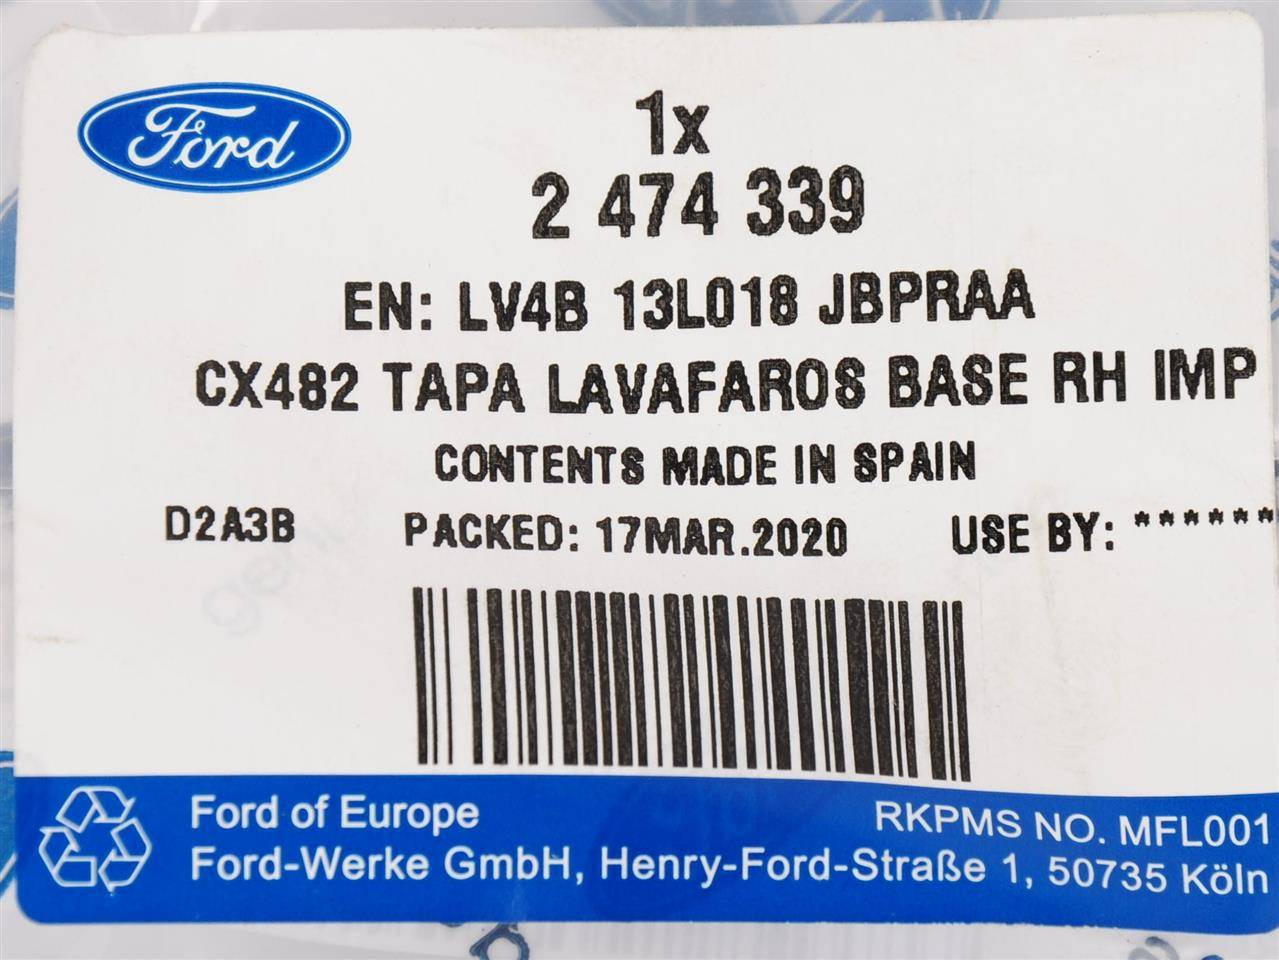 Ford
1x
2 474 339
EN: LV4B 13L018 JBPRAA
CX482 TAPA LAVAFAROS BASE RH IMP
CONTENTS MADE IN SPAIN
D2A3B PACKED: 17MAR.2020 USE BY: ******
Ford of Europe
RKPMS NO. MFL001
Ford-Werke GmbH, Henry-Ford-Straße 1, 50735 Köln